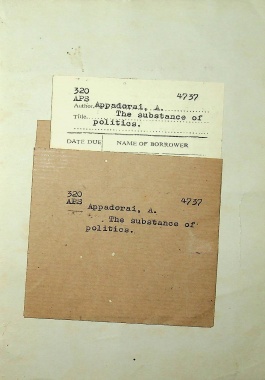 320 4737
APS
Author Appadorai, A.
Title The substance of
politics.
DATE DUE NAME OF BORROWER
320 4737
APS
Appadorai, A.
The substance of
politics.